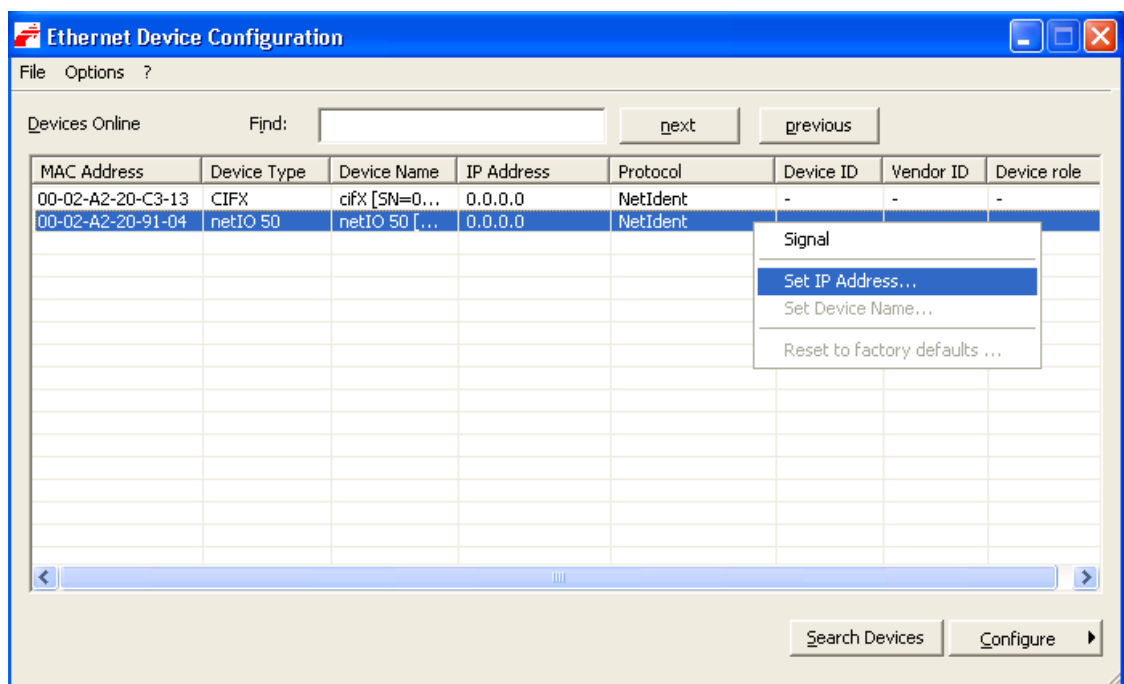 Ethernet Device Configuration
File Options ?
Devices Online Find: next previous
MAC Address Device Type Device Name IP Address Protocol Device ID Vendor ID Device role
00-02-A2-20-C3-13 CIFX cifX [SN=0... 0.0.0.0 NetIdent - - -
00-02-A2-20-91-04 netIO 50 netIO 50 [... 0.0.0.0 NetIdent
Signal
Set IP Address...
Set Device Name...
Reset to factory defaults ...
Search Devices Configure